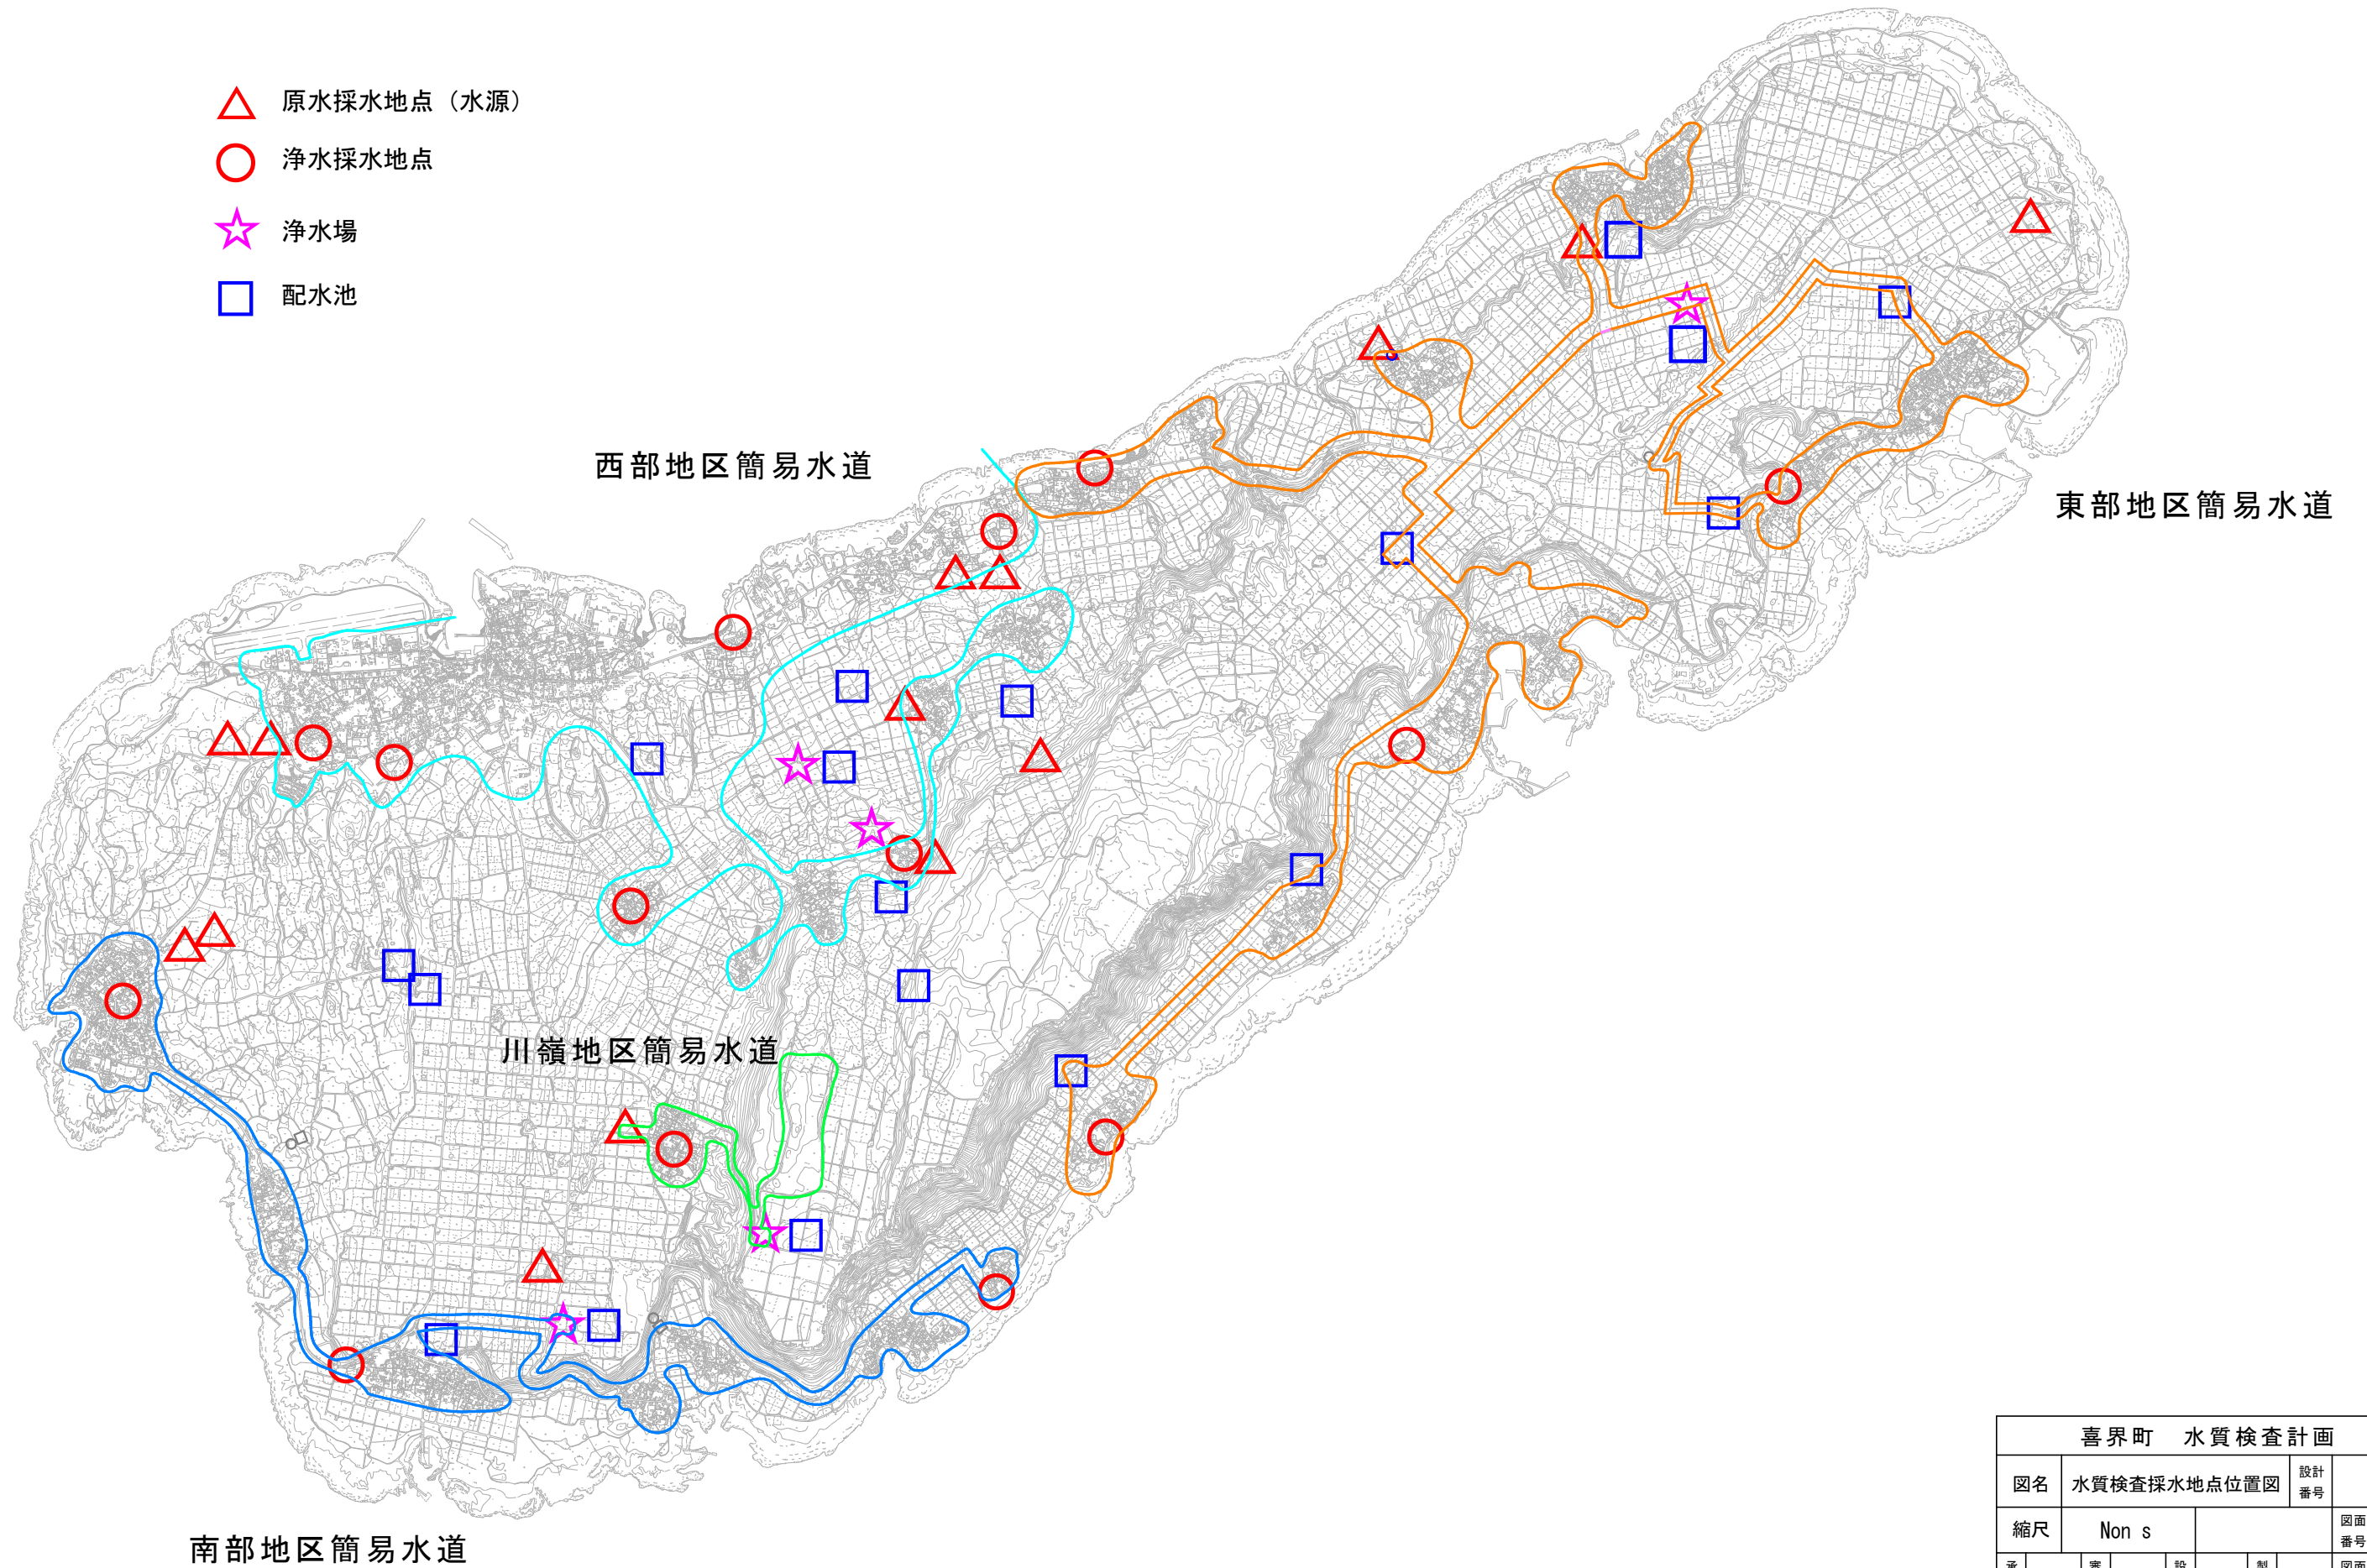 原水採水地点（水源）
浄水採水地点
浄水場
配水池
西部地区簡易水道
東部地区簡易水道
川嶺地区簡易水道
南部地区簡易水道
喜界町　水質検査計画
図名 水質検査採水地点位置図 設計番号
縮尺 Non s 図面番号